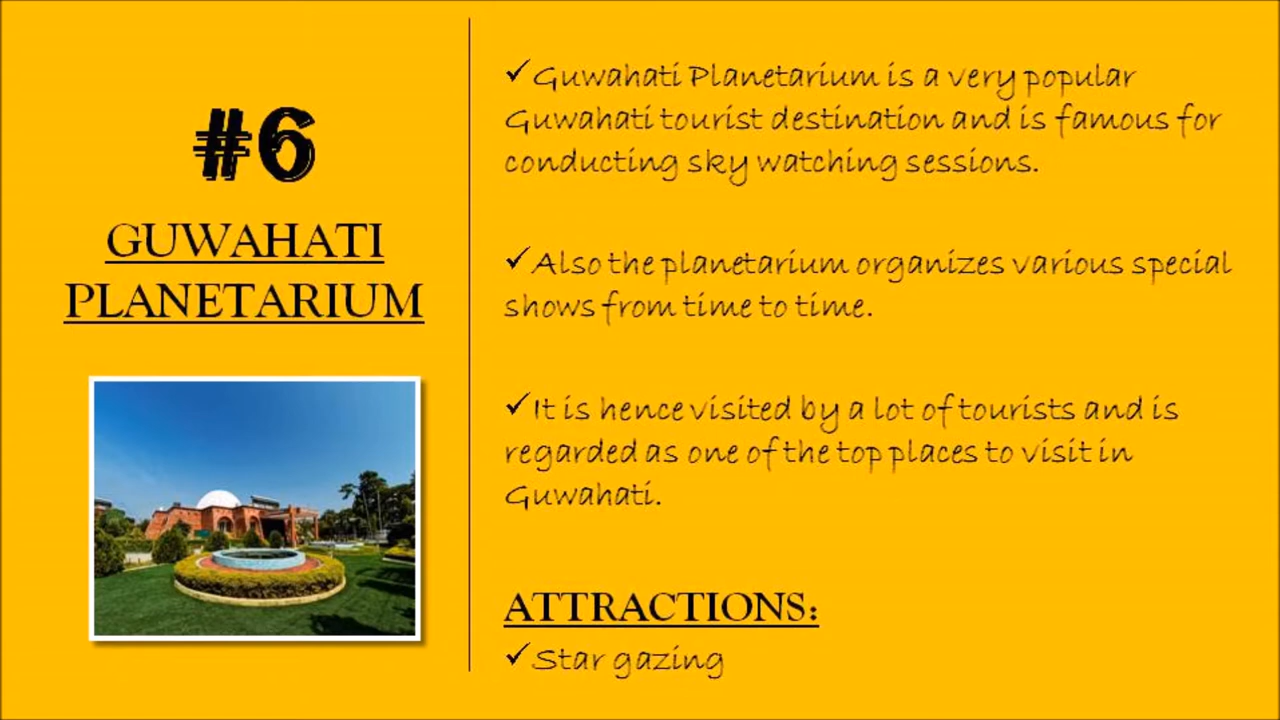 #6
GUWAHATI
PLANETARIUM
✓Guwahati Planetarium is a very popular
Guwahati tourist destination and is famous for
conducting sky watching sessions.
✓Also the planetarium organizes various special
shows from time to time.
✓It is hence visited by a lot of tourists and is
regarded as one of the top places to visit in
Guwahati.
ATTRACTIONS:
✓Star gazing